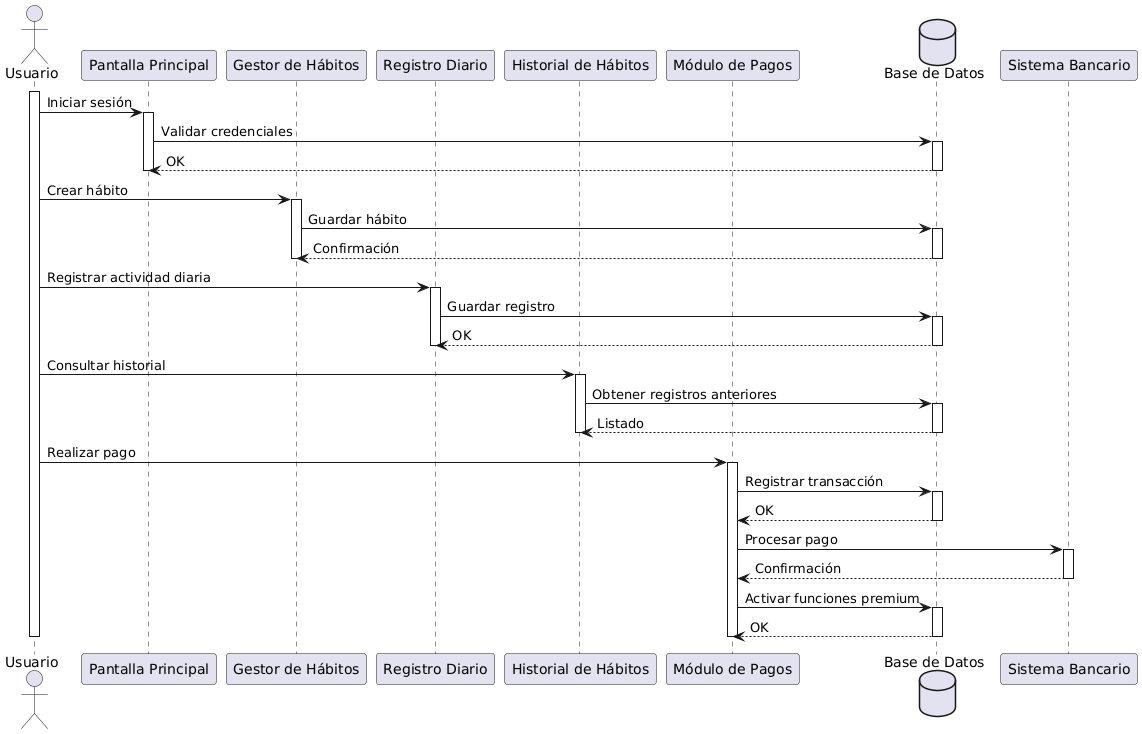 Usuario
Pantalla Principal
Gestor de Hábitos
Registro Diario
Historial de Hábitos
Módulo de Pagos
Base de Datos
Sistema Bancario
Iniciar sesión
Validar credenciales
OK
Crear hábito
Guardar hábito
Confirmación
Registrar actividad diaria
Guardar registro
OK
Consultar historial
Obtener registros anteriores
Listado
Realizar pago
Registrar transacción
OK
Procesar pago
Confirmación
Activar funciones premium
OK
Usuario
Pantalla Principal
Gestor de Hábitos
Registro Diario
Historial de Hábitos
Módulo de Pagos
Base de Datos
Sistema Bancario